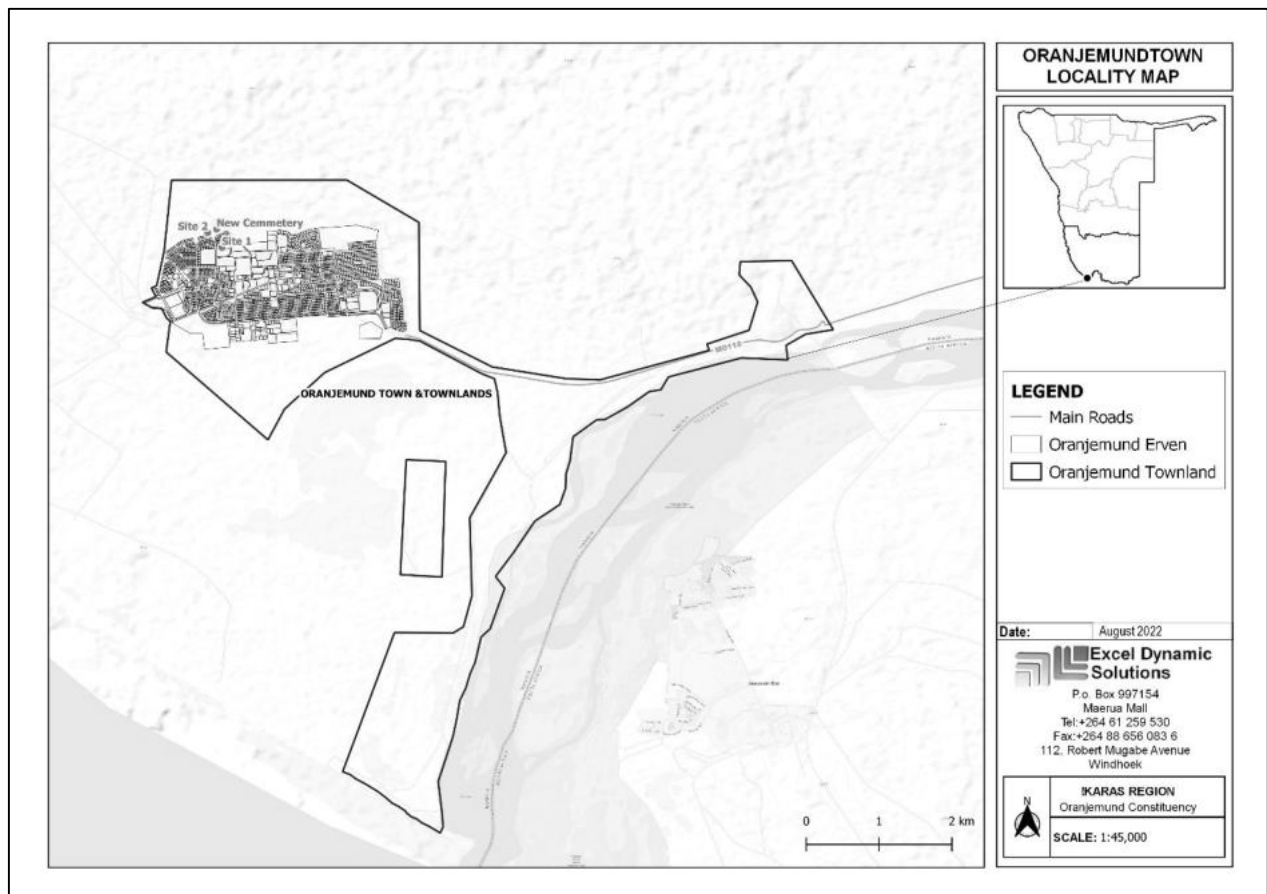 ORANJEMUNDTOWN
LOCALITY MAP
Site 2
New Cemmetery
Site 1
M0118
ORANJEMUND TOWN &TOWNLANDS
0 1 2 km
LEGEND
Main Roads
Oranjemund Erven
Oranjemund Townland
Date: August 2022
Excel Dynamic
Solutions
P.o. Box 997154
Maerua Mall
Tel:+264 61 259 530
Fax:+264 88 656 083 6
112, Robert Mugabe Avenue
Windhoek
N
!KARAS REGION
Oranjemund Constituency
SCALE: 1:45,000